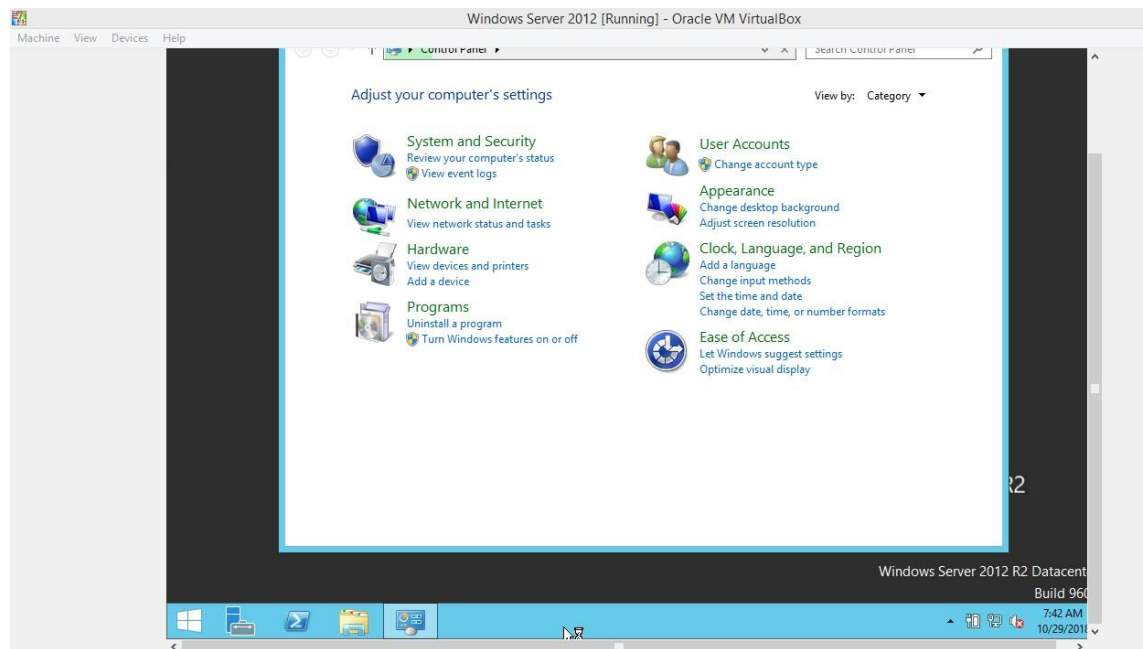 Windows Server 2012 [Running] - Oracle VM VirtualBox
Machine View Devices Help
Control Panel
Search Control Panel
Adjust your computer's settings
View by: Category
System and Security
Review your computer's status
View event logs
Network and Internet
View network status and tasks
Hardware
View devices and printers
Add a device
Programs
Uninstall a program
Turn Windows features on or off
User Accounts
Change account type
Appearance
Change desktop background
Adjust screen resolution
Clock, Language, and Region
Add a language
Change input methods
Set the time and date
Change date, time, or number formats
Ease of Access
Let Windows suggest settings
Optimize visual display
R2
Windows Server 2012 R2 Datacent
Build 960
7:42 AM
10/29/2018